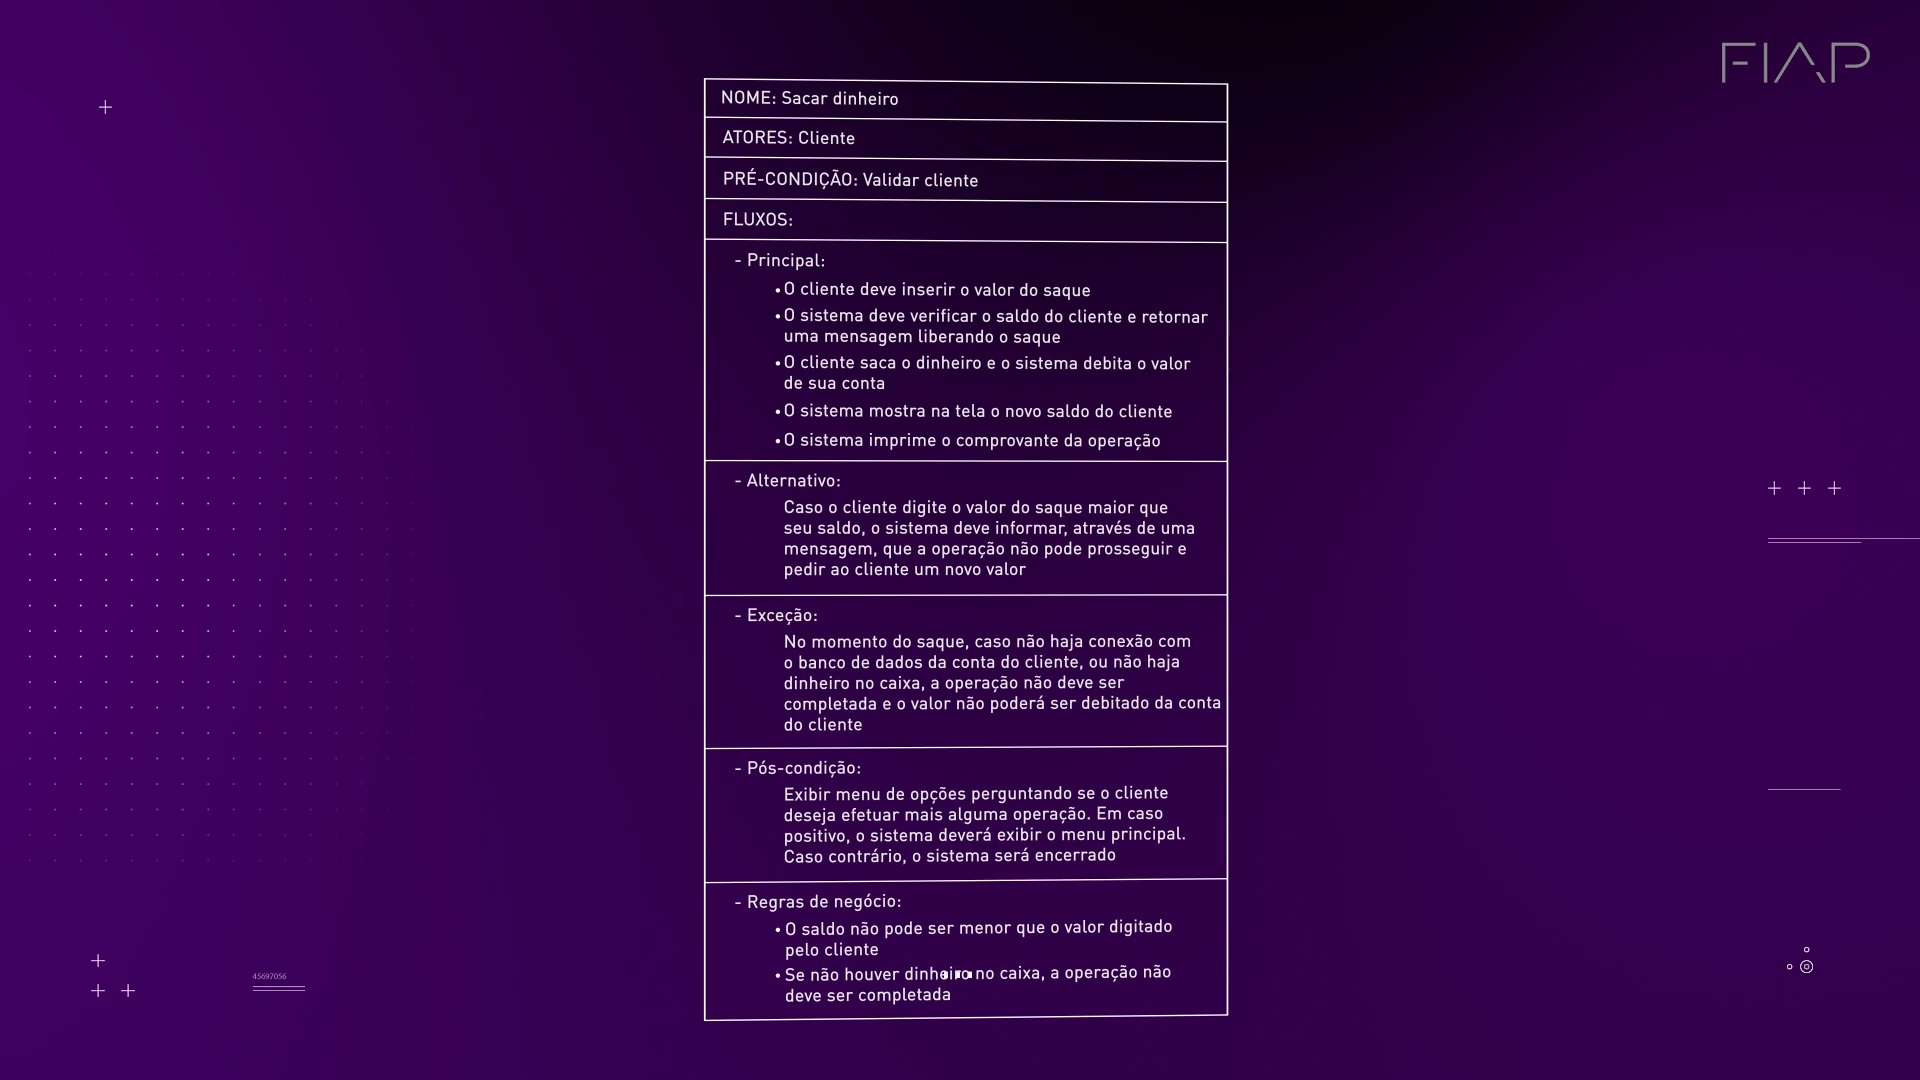 FIAP
NOME: Sacar dinheiro
ATORES: Cliente
PRÉ-CONDIÇÃO: Validar cliente
FLUXOS:
- Principal:
• O cliente deve inserir o valor do saque
• O sistema deve verificar o saldo do cliente e retornar
uma mensagem liberando o saque
• O cliente saca o dinheiro e o sistema debita o valor
de sua conta
• O sistema mostra na tela o novo saldo do cliente
• O sistema imprime o comprovante da operação
- Alternativo:
Caso o cliente digite o valor do saque maior que
seu saldo, o sistema deve informar, através de uma
mensagem, que a operação não pode prosseguir e
pedir ao cliente um novo valor
- Exceção:
No momento do saque, caso não haja conexão com
o banco de dados da conta do cliente, ou não haja
dinheiro no caixa, a operação não deve ser
completada e o valor não poderá ser debitado da conta
do cliente
- Pós-condição:
Exibir menu de opções perguntando se o cliente
deseja efetuar mais alguma operação. Em caso
positivo, o sistema deverá exibir o menu principal.
Caso contrário, o sistema será encerrado
- Regras de negócio:
• O saldo não pode ser menor que o valor digitado
pelo cliente
• Se não houver dinheiro no caixa, a operação não
deve ser completada
45697056